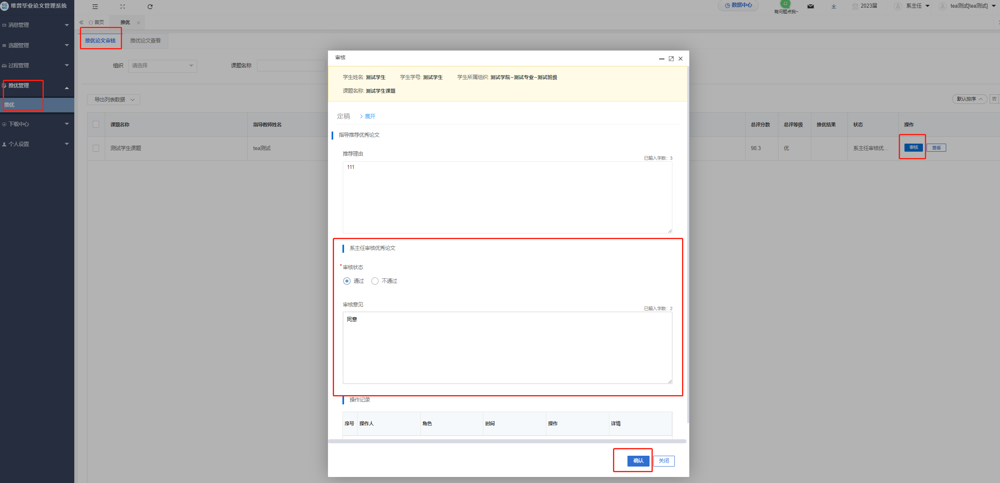 维普毕业论文管理系统
数据中心
有问题点我~
2023届
系主任
tea测试[tea测试]
首页
推优
消息管理
选题管理
过程管理
推优管理
推优
下载中心
个人设置
推优论文审核
推优论文查看
组织
请选择
课题名称
导出列表数据
默认排序
课题名称
指导教师姓名
总评分数
总评等级
推优结果
状态
操作
测试学生课题
tea测试
98.3
优
系主任审核优...
审核
查看
审核
学生姓名: 测试学生
学生学号: 测试学生
学生所属组织: 测试学院~测试专业~测试班级
课题名称: 测试学生课题
定稿
展开
指导推荐优秀论文
推荐理由
已输入字数：3
111
系主任审核优秀论文
*审核状态
通过
不通过
审核意见
已输入字数：2
同意
操作记录
序号
操作人
角色
时间
操作
详情
确认
关闭